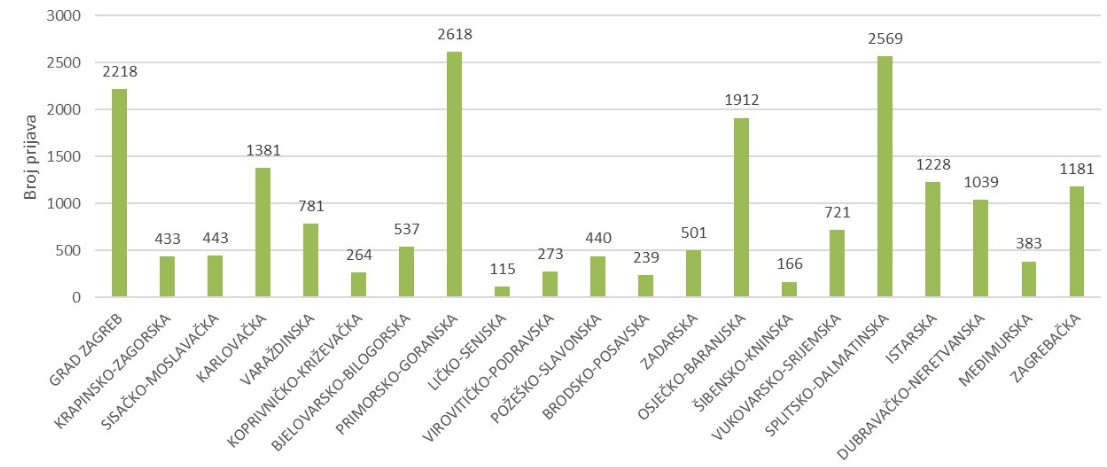 Broj prijava
3000
2500
2000
1500
1000
500
0
2218
433
443
1381
781
264
537
2618
115
273
440
239
501
1912
166
721
2569
1228
1039
383
1181
GRAD ZAGREB
KRAPINSKO-ZAGORSKA
SISAČKO-MOSLAVAČKA
KARLOVAČKA
VARAŽDINSKA
KOPRIVNIČKO-KRIŽEVAČKA
BJELOVARSKO-BILOGORSKA
PRIMORSKO-GORANSKA
LIČKO-SENJSKA
VIROVITIČKO-PODRAVSKA
POŽEŠKO-SLAVONSKA
BRODSKO-POSAVSKA
ZADARSKA
OSJEČKO-BARANJSKA
ŠIBENSKO-KNINSKA
VUKOVARSKO-SRIJEMSKA
SPLITSKO-DALMATINSKA
ISTARSKA
DUBRAVAČKO-NERETVANSKA
MEĐIMURSKA
ZAGREBAČKA